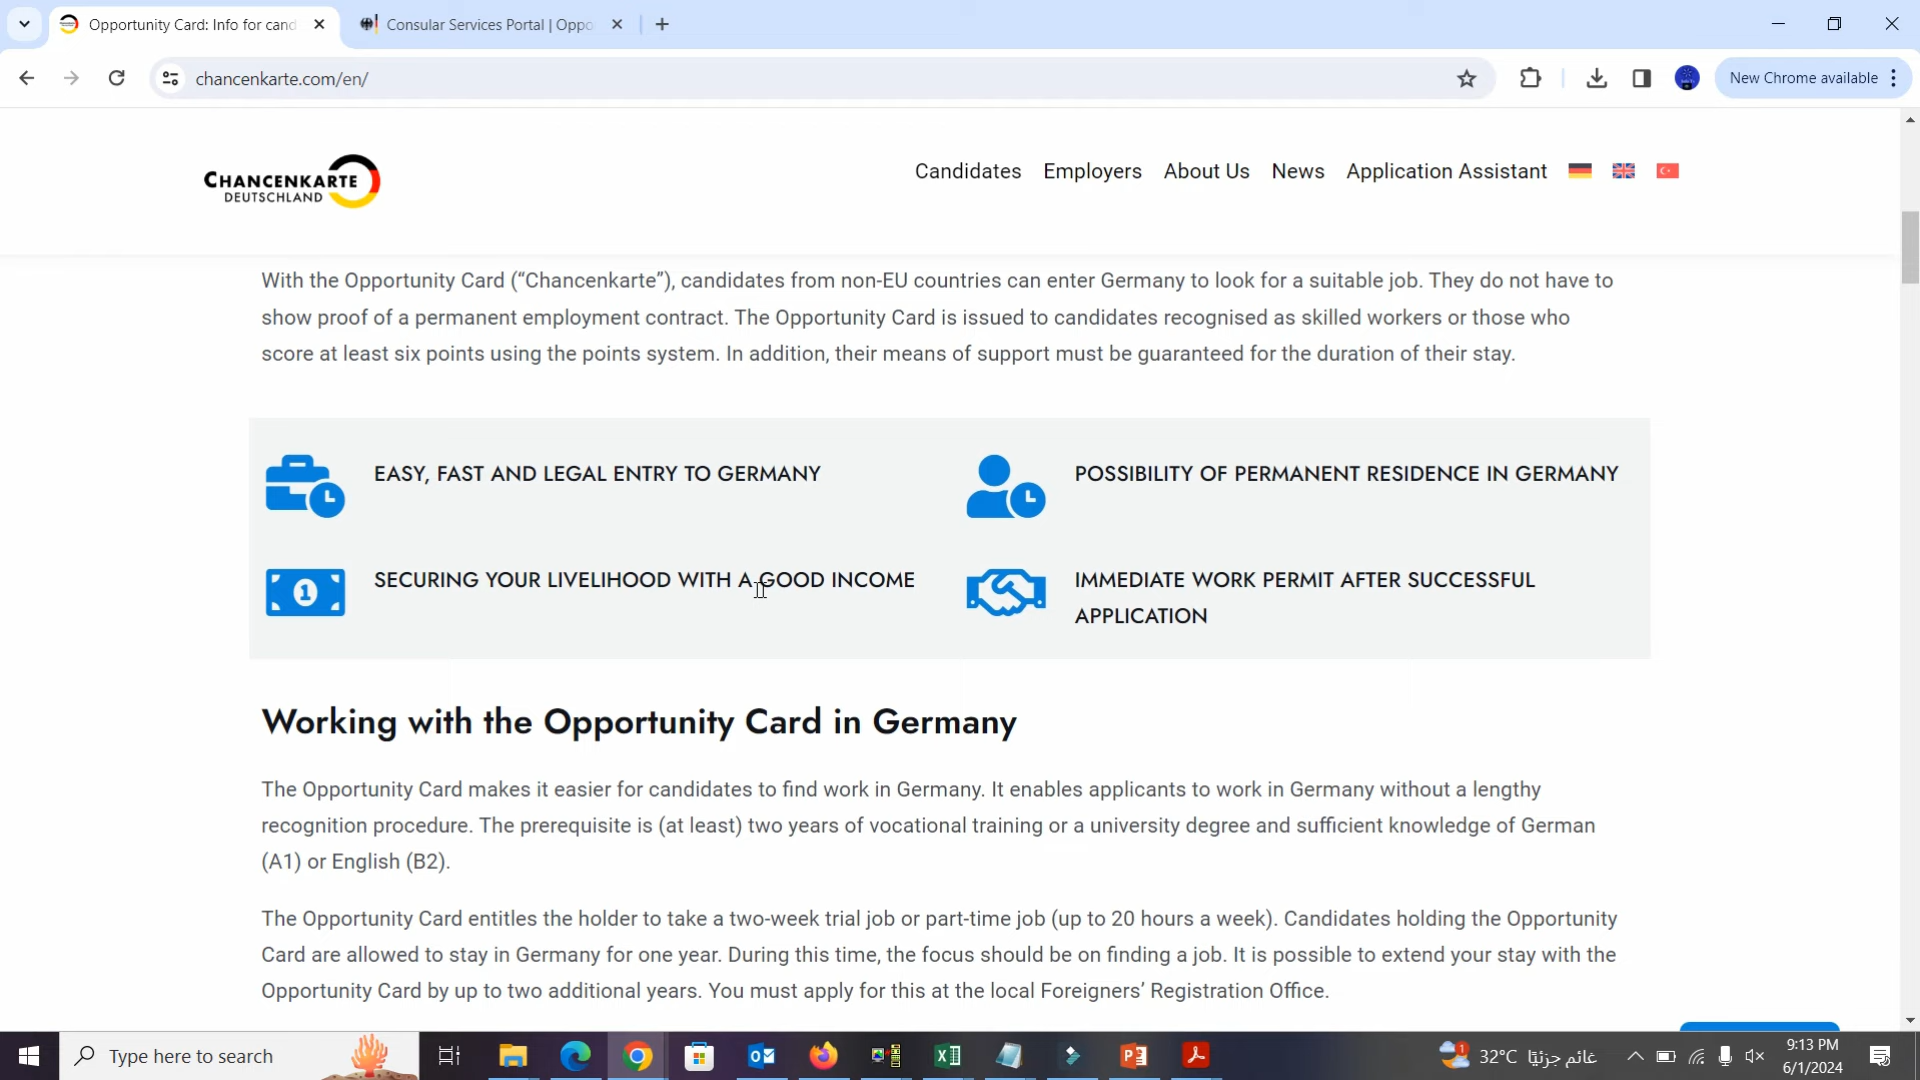 Opportunity Card: Info for cand
Consular Services Portal | Oppo
chancenkarte.com/en/
New Chrome available
CHANCENKARTE
DEUTSCHLAND
Candidates Employers About Us News Application Assistant
With the Opportunity Card (“Chancenkarte”), candidates from non-EU countries can enter Germany to look for a suitable job. They do not have to
show proof of a permanent employment contract. The Opportunity Card is issued to candidates recognised as skilled workers or those who
score at least six points using the points system. In addition, their means of support must be guaranteed for the duration of their stay.
EASY, FAST AND LEGAL ENTRY TO GERMANY
POSSIBILITY OF PERMANENT RESIDENCE IN GERMANY
1
SECURING YOUR LIVELIHOOD WITH A GOOD INCOME
IMMEDIATE WORK PERMIT AFTER SUCCESSFUL
APPLICATION
Working with the Opportunity Card in Germany
The Opportunity Card makes it easier for candidates to find work in Germany. It enables applicants to work in Germany without a lengthy
recognition procedure. The prerequisite is (at least) two years of vocational training or a university degree and sufficient knowledge of German
(A1) or English (B2).
The Opportunity Card entitles the holder to take a two-week trial job or part-time job (up to 20 hours a week). Candidates holding the Opportunity
Card are allowed to stay in Germany for one year. During this time, the focus should be on finding a job. It is possible to extend your stay with the
Opportunity Card by up to two additional years. You must apply for this at the local Foreigners’ Registration Office.
Type here to search
1
32°C غائم جزئيًا
9:13 PM
6/1/2024